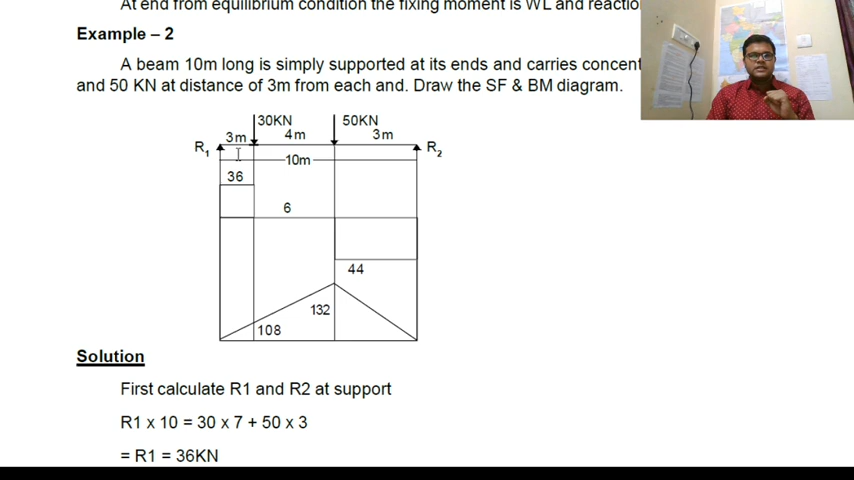 At end from equilibrium condition the fixing moment is WL and reactio
Example – 2
A beam 10m long is simply supported at its ends and carries concent
and 50 KN at distance of 3m from each and. Draw the SF & BM diagram.
30KN 50KN
3m 4m 3m
R1 R2
10m
36
6
44
132
108
Solution
First calculate R1 and R2 at support
R1 x 10 = 30 x 7 + 50 x 3
= R1 = 36KN